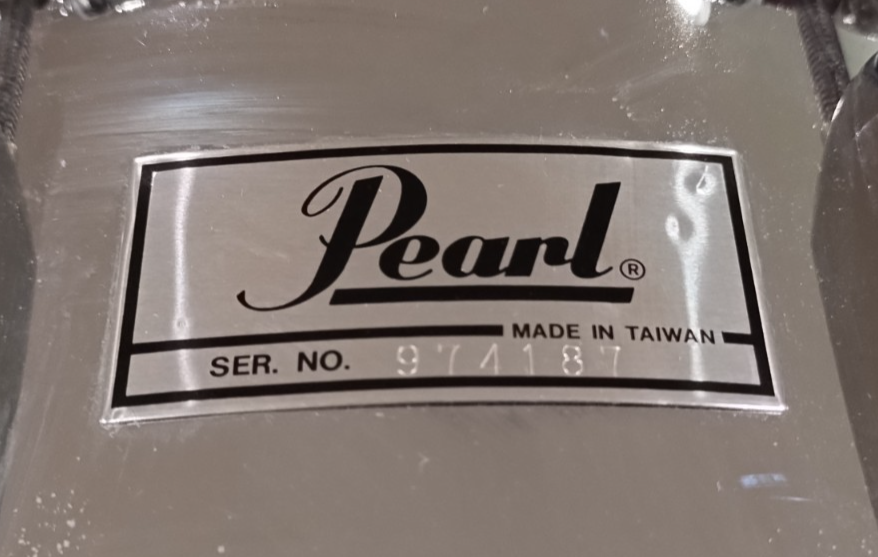 Pearl®
MADE IN TAIWAN
SER. NO. 974187